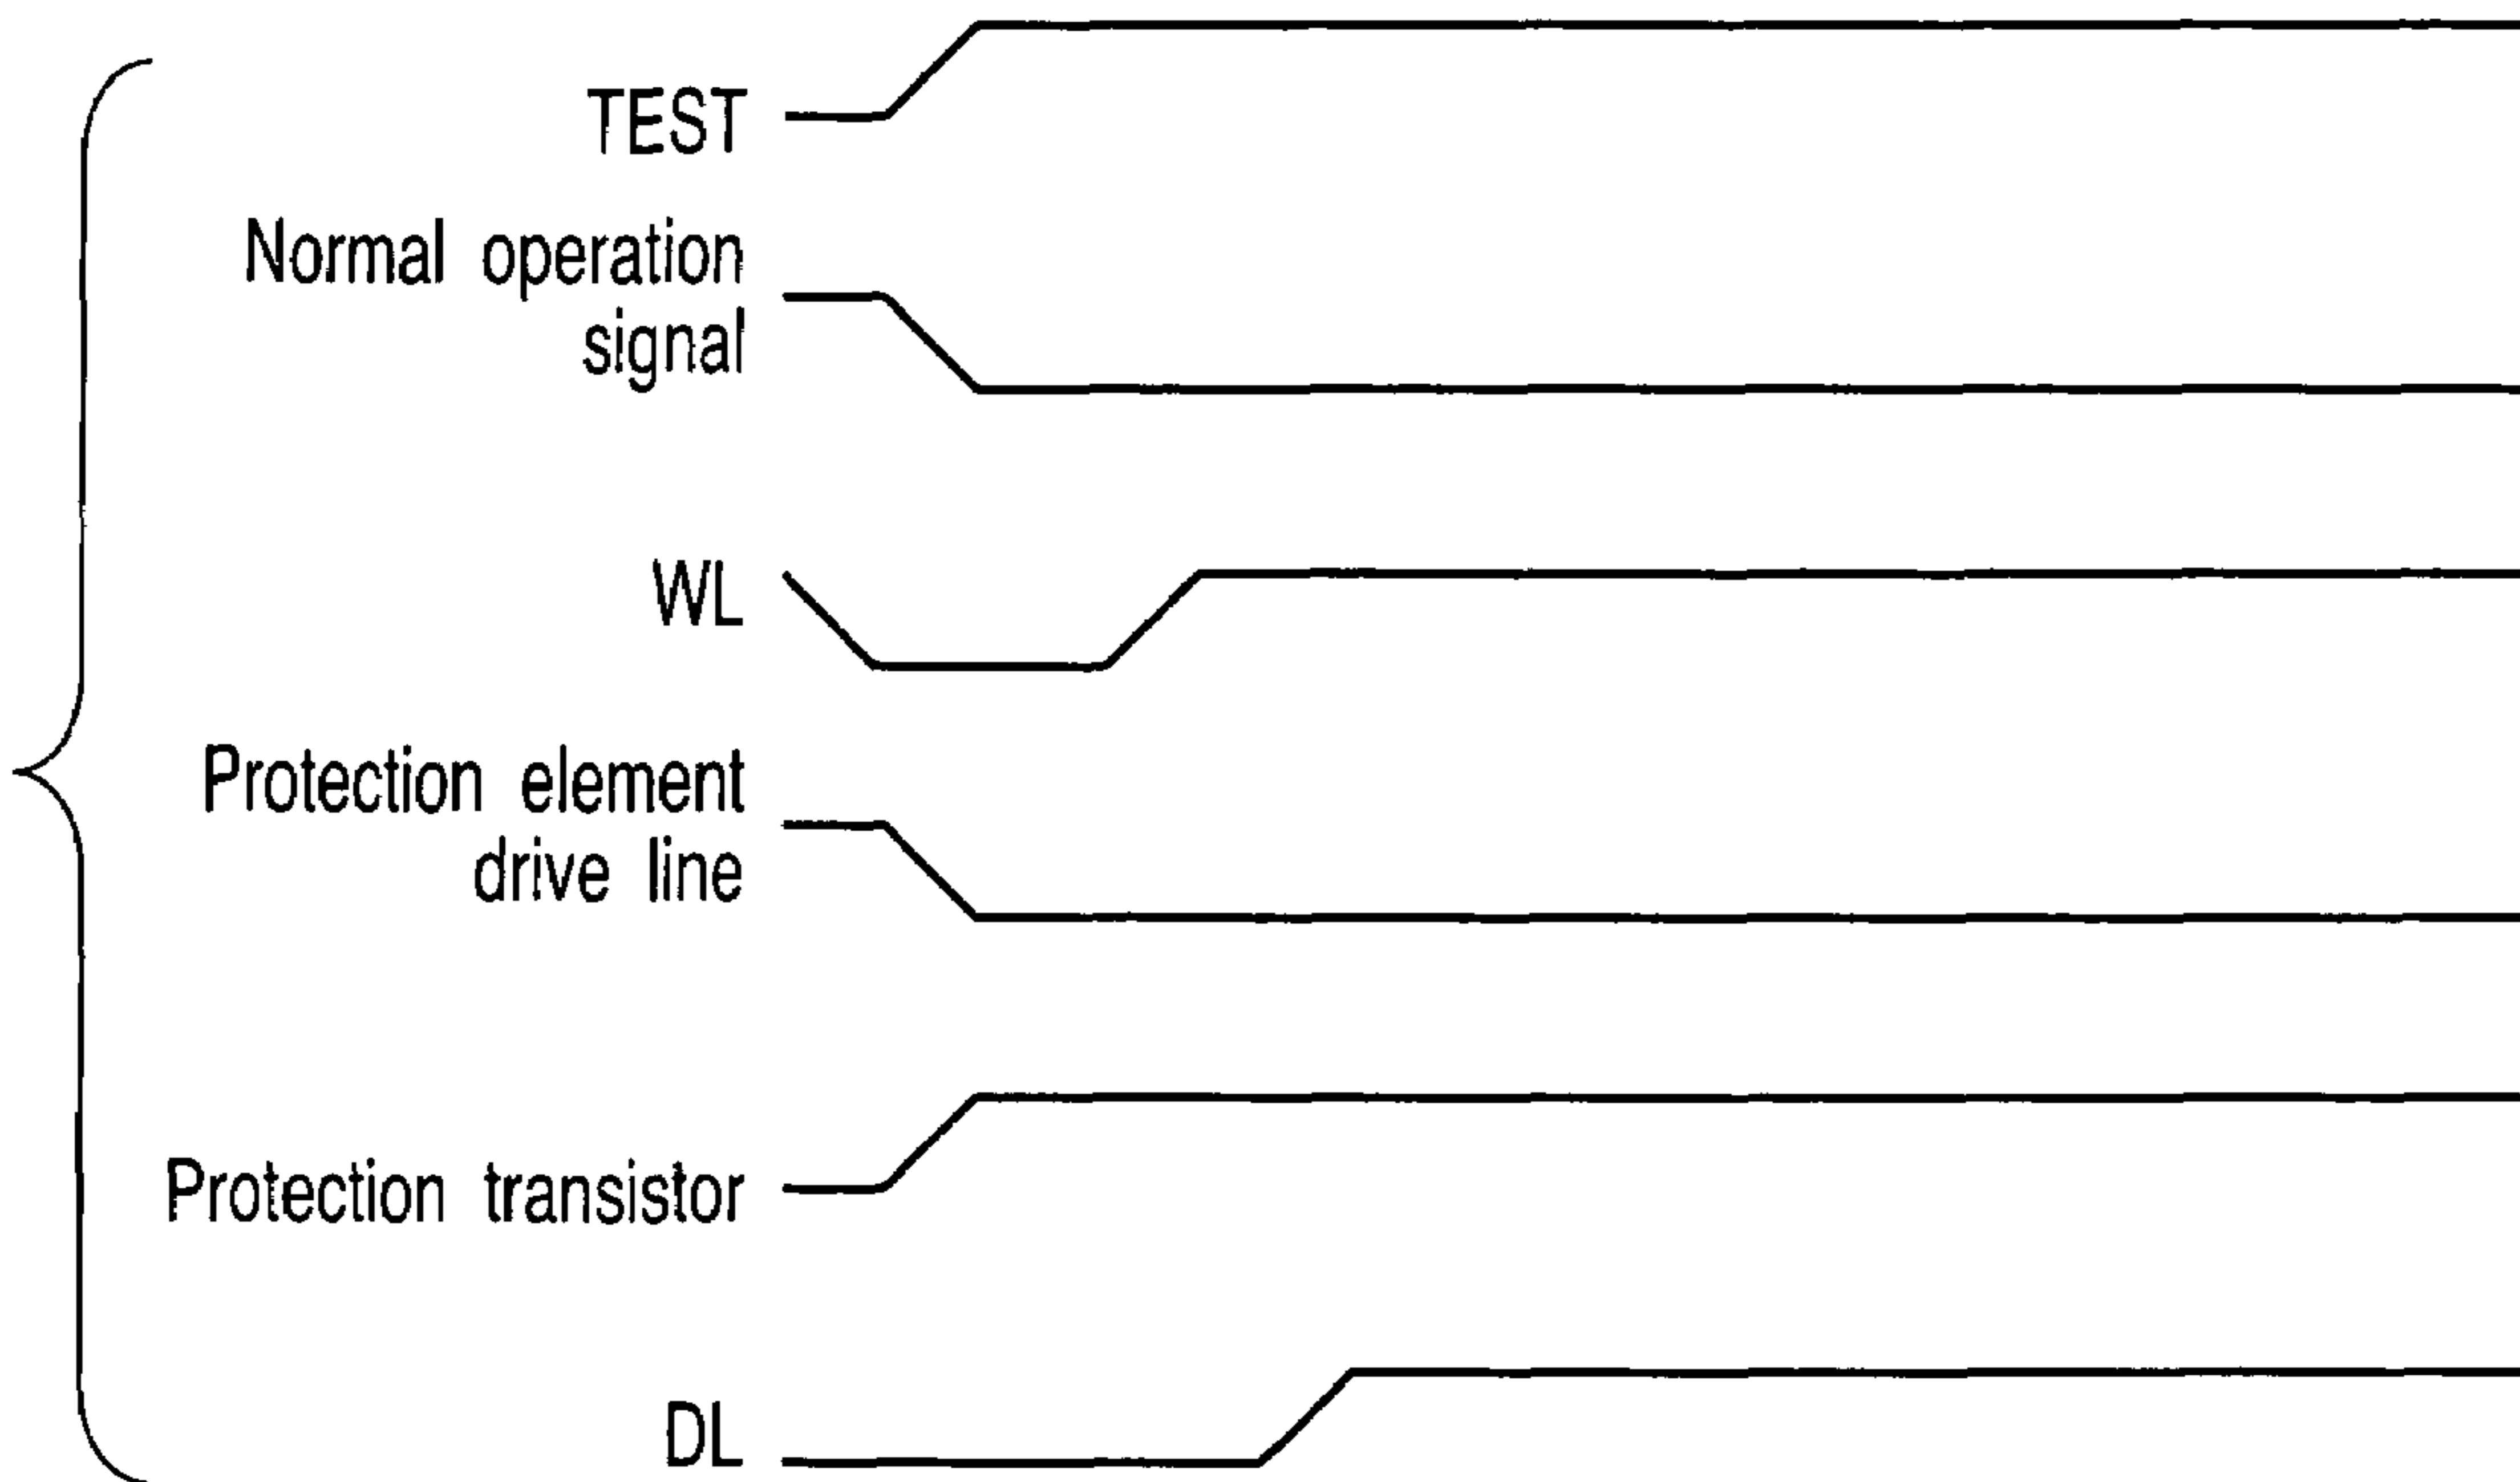 TEST
Normal operation
signal
WL
Protection element
drive line
Protection transistor
DL